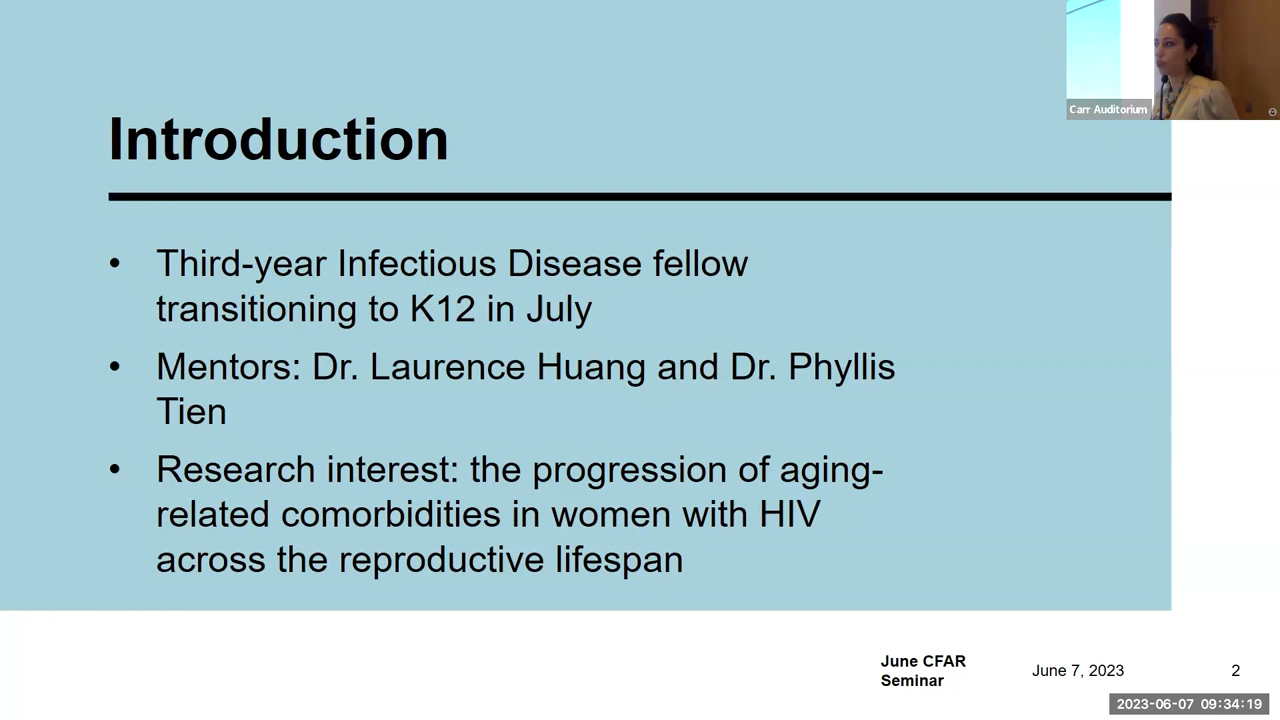 Carr Auditorium
Introduction
• Third-year Infectious Disease fellow
transitioning to K12 in July
• Mentors: Dr. Laurence Huang and Dr. Phyllis
Tien
• Research interest: the progression of aging-
related comorbidities in women with HIV
across the reproductive lifespan
June CFAR
Seminar
June 7, 2023
2
2023-06-07 09:34:19